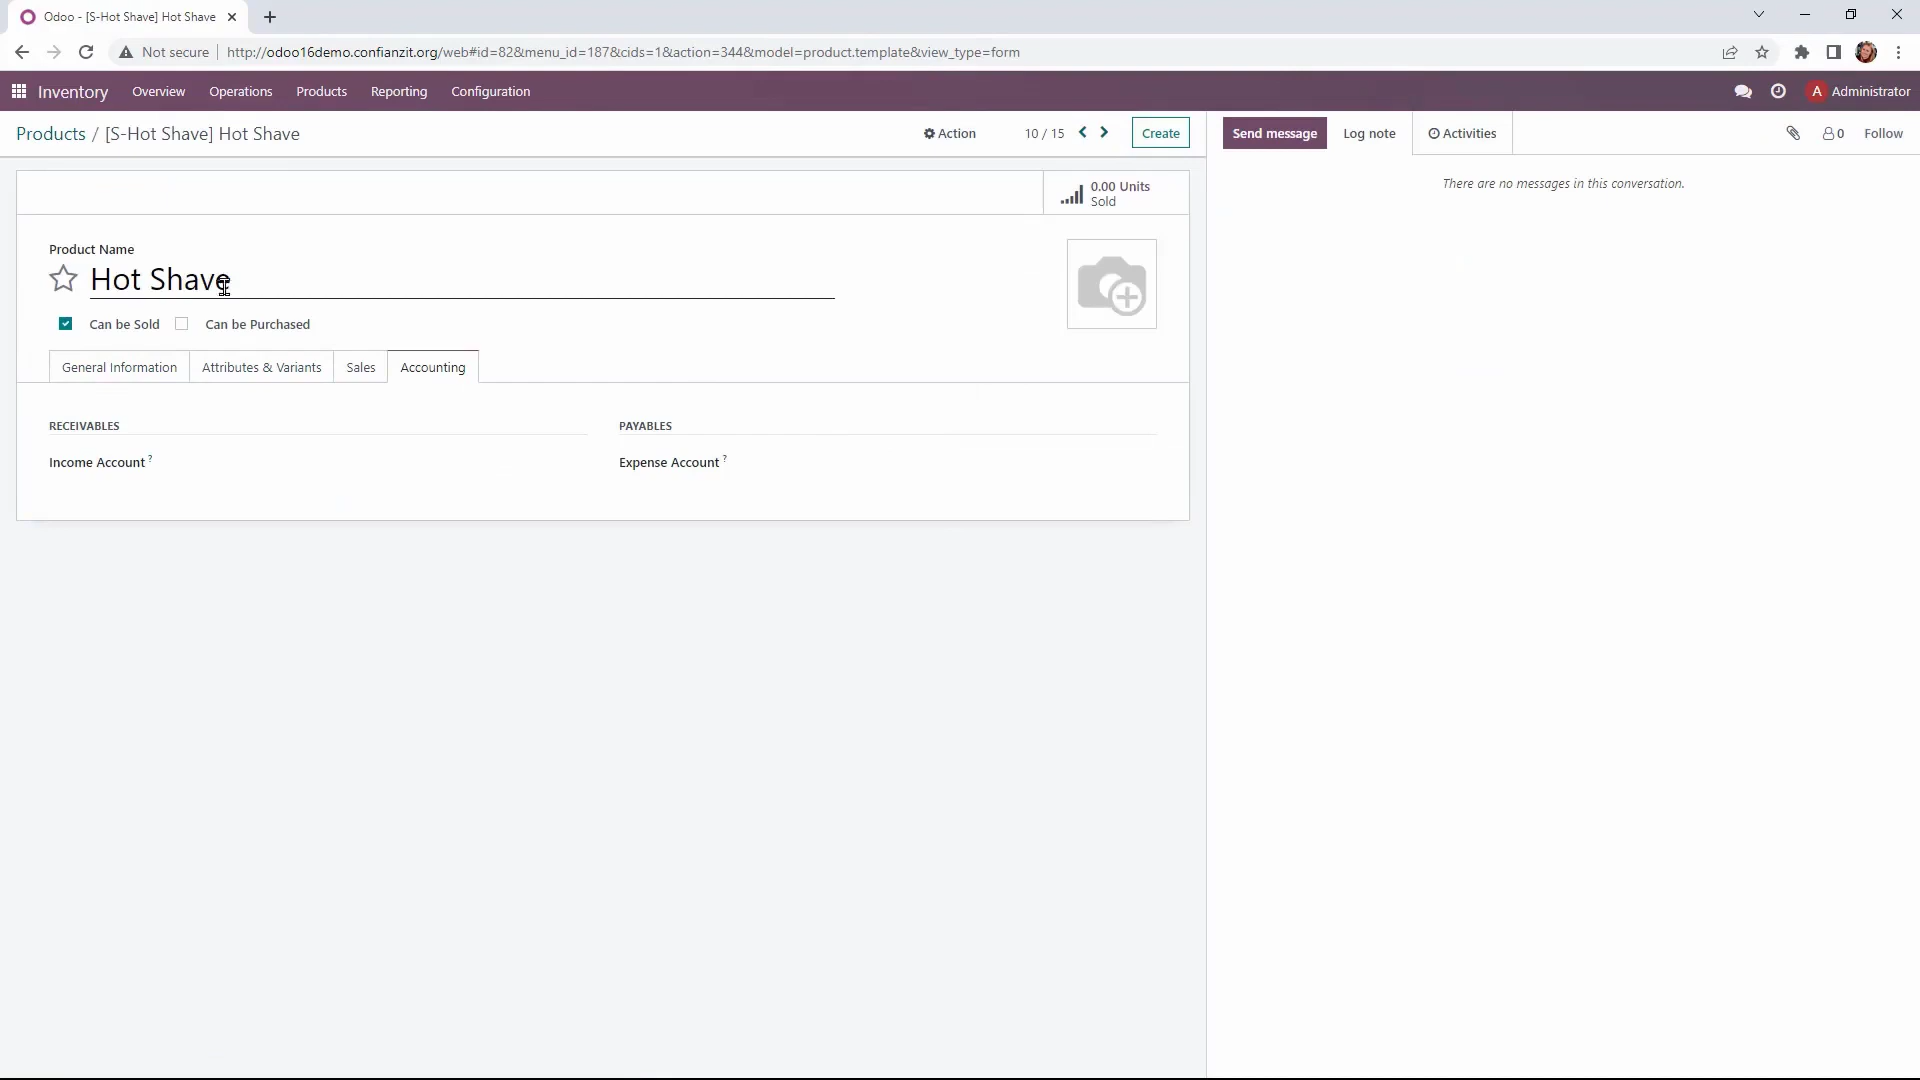 Odoo - [S-Hot Shave] Hot Shave
Not secure http://odoo16demo.confianzit.org/web#id=82&menu_id=187&cids=1&action=344&model=product.template&view_type=form
Inventory Overview Operations Products Reporting Configuration A Administrator
Products / [S-Hot Shave] Hot Shave Action 10 / 15 Create Send message Log note Activities 0 Follow
There are no messages in this conversation.
0.00 Units
Sold
Product Name
Hot Shave
Can be Sold Can be Purchased
General Information Attributes & Variants Sales Accounting
RECEIVABLES PAYABLES
Income Account ? Expense Account ?